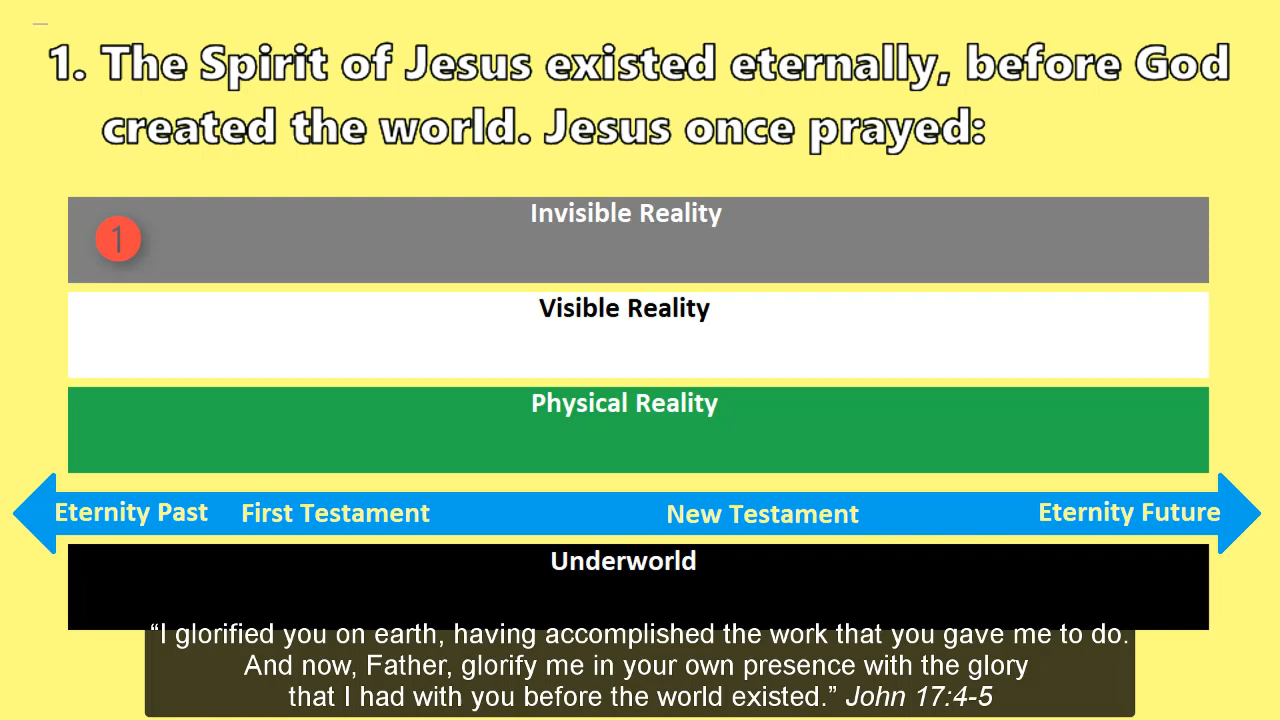 1. The Spirit of Jesus existed eternally, before God
created the world. Jesus once prayed:
Invisible Reality
1
Visible Reality
Physical Reality
Eternity Past First Testament New Testament Eternity Future
Underworld
“I glorified you on earth, having accomplished the work that you gave me to do.
And now, Father, glorify me in your own presence with the glory
that I had with you before the world existed.” John 17:4-5